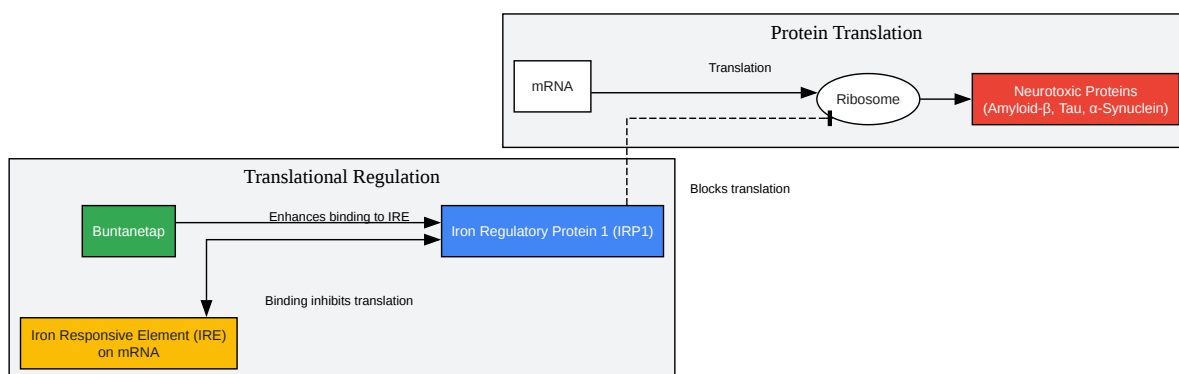 Protein Translation
Translation
mRNA
Ribosome
Neurotoxic Proteins
(Amyloid-β, Tau, α-Synuclein)
Translational Regulation
Blocks translation
Enhances binding to IRE
Buntanetap
Iron Regulatory Protein 1 (IRP1)
Binding inhibits translation
Iron Responsive Element (IRE)
on mRNA